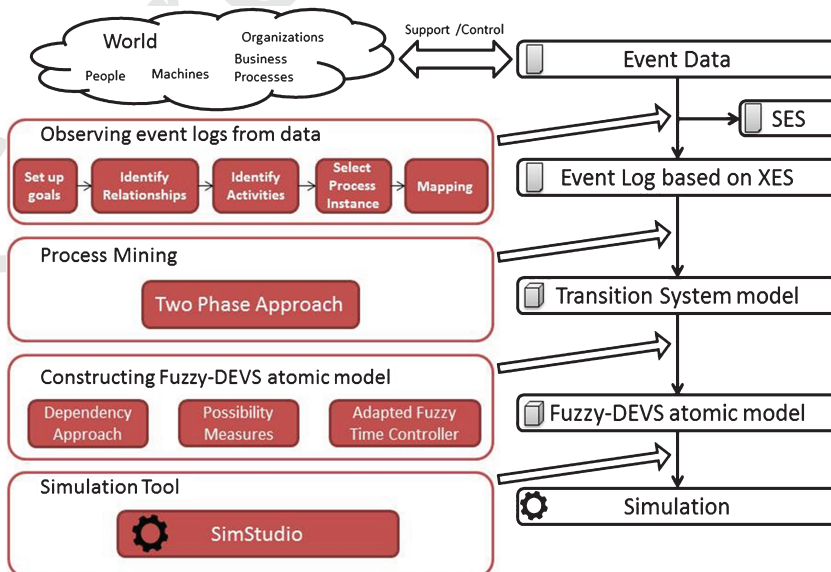 World
Organizations
Business
Processes
People
Machines
Support /Control
Event Data
SES
Observing event logs from data
Set up
goals
Identify
Relationships
Identify
Activities
Select
Process
Instance
Mapping
Event Log based on XES
Process Mining
Two Phase Approach
Transition System model
Constructing Fuzzy-DEVS atomic model
Dependency
Approach
Possibility
Measures
Adapted Fuzzy
Time Controller
Fuzzy-DEVS atomic model
Simulation Tool
SimStudio
Simulation